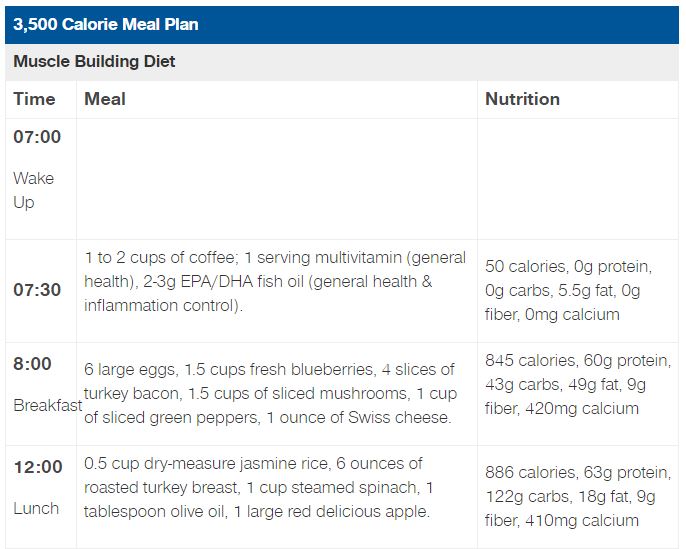 3,500 Calorie Meal Plan
Muscle Building Diet
Time Meal Nutrition
07:00
Wake
Up
07:30
1 to 2 cups of coffee; 1 serving multivitamin (general
health), 2-3g EPA/DHA fish oil (general health &
inflammation control).
50 calories, 0g protein,
0g carbs, 5.5g fat, 0g
fiber, 0mg calcium
8:00
Breakfast
6 large eggs, 1.5 cups fresh blueberries, 4 slices of
turkey bacon, 1.5 cups of sliced mushrooms, 1 cup
of sliced green peppers, 1 ounce of Swiss cheese.
845 calories, 60g protein,
43g carbs, 49g fat, 9g
fiber, 420mg calcium
12:00
Lunch
0.5 cup dry-measure jasmine rice, 6 ounces of
roasted turkey breast, 1 cup steamed spinach, 1
tablespoon olive oil, 1 large red delicious apple.
886 calories, 63g protein,
122g carbs, 18g fat, 9g
fiber, 410mg calcium